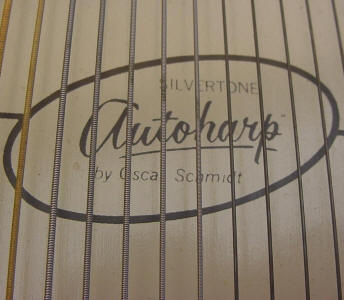 SILVERTONE
Autoharp
by Oscar Schmidt